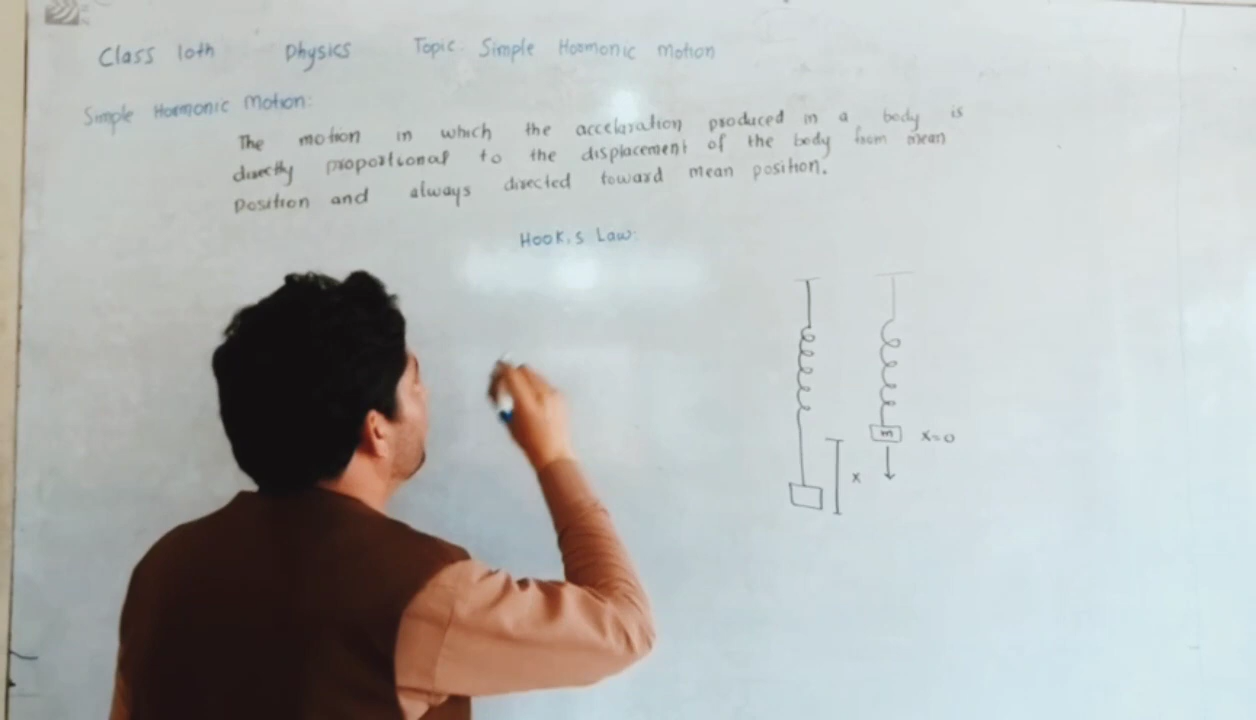 Class 10th Physics Topic: Simple Harmonic Motion
Simple Harmonic Motion:
The motion in which the accelaration produced in a body is
directly proportional to the displacement of the body from mean
position and always directed toward mean position.
Hook,s Law:
m x=0
x